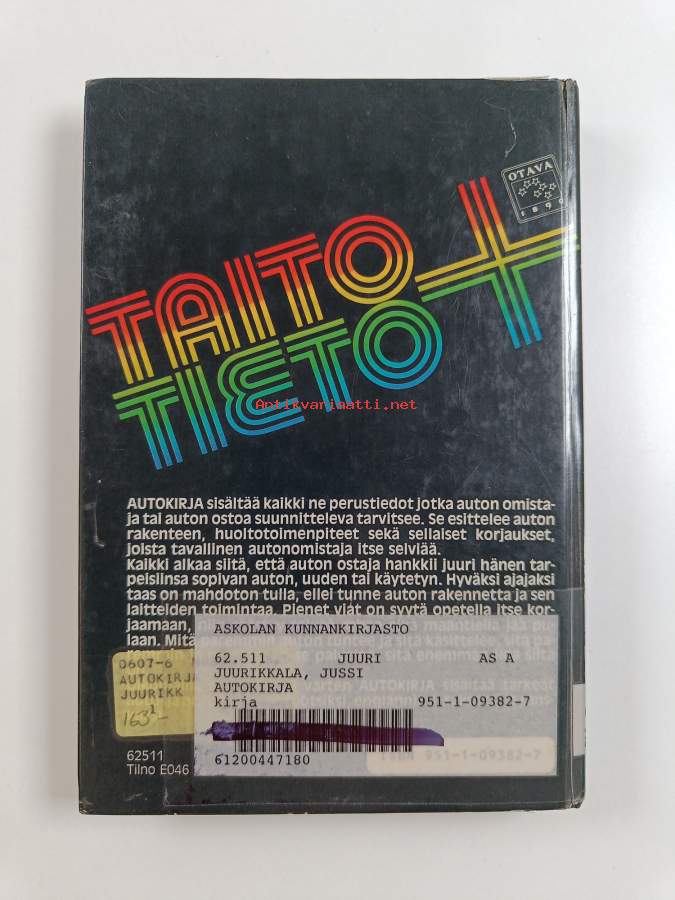 OTAVA
1890
TAITO
TIETO +
Antikvariaatti.net
AUTOKIRJA sisältää kaikki ne perustiedot jotka auton omista-
ja tai auton ostoa suunnitteleva tarvitsee. Se esittelee auton
rakenteen, huoltotoimenpiteet sekä sellaiset korjaukset,
joista tavallinen autonomistaja itse selviää.
Kaikki alkaa siitä, että auton ostaja hankkii juuri hänen tar-
peisiinsa sopivan auton, uuden tai käytetyn. Hyväksi ajajaksi
taas on mahdoton tulla, ellei tunne auton rakennetta ja sen
laitteiden toimintaa. Pienet viat on syytä opetella itse kor-
jaamaan,
laan. Mitä
ASKOLAN KUNNANKIRJASTO
62.511 JUURI AS A
JUURIKKALA, JUSSI
AUTOKIRJA
kirja 951-1-09382-7
61200447180
0607-6
AUTOKIRJA
JUURIKK
163-
62511
Tilno E046
ISBN 951-1-09382-7